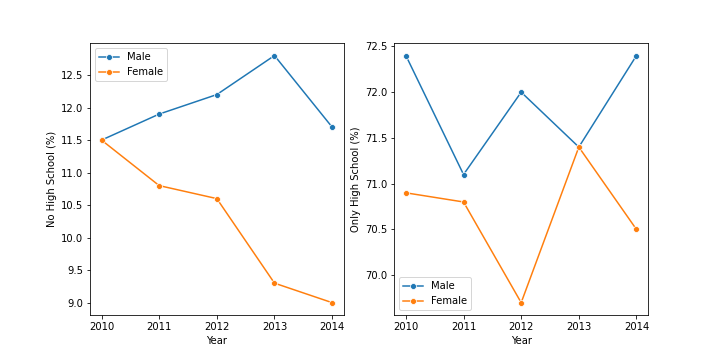 Male
Female
12.5
12.0
11.5
11.0
10.5
10.0
9.5
9.0
No High School (%)
2010 2011 2012 2013 2014
Year
72.5
72.0
71.5
71.0
70.5
70.0
Only High School (%)
Male
Female
2010 2011 2012 2013 2014
Year